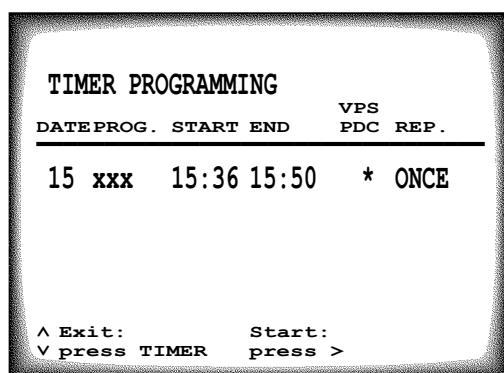 TIMER PROGRAMMING
VPS
DATE PROG. START END PDC REP.
15 xxx 15:36 15:50 * ONCE
^ Exit: Start:
v press TIMER press >